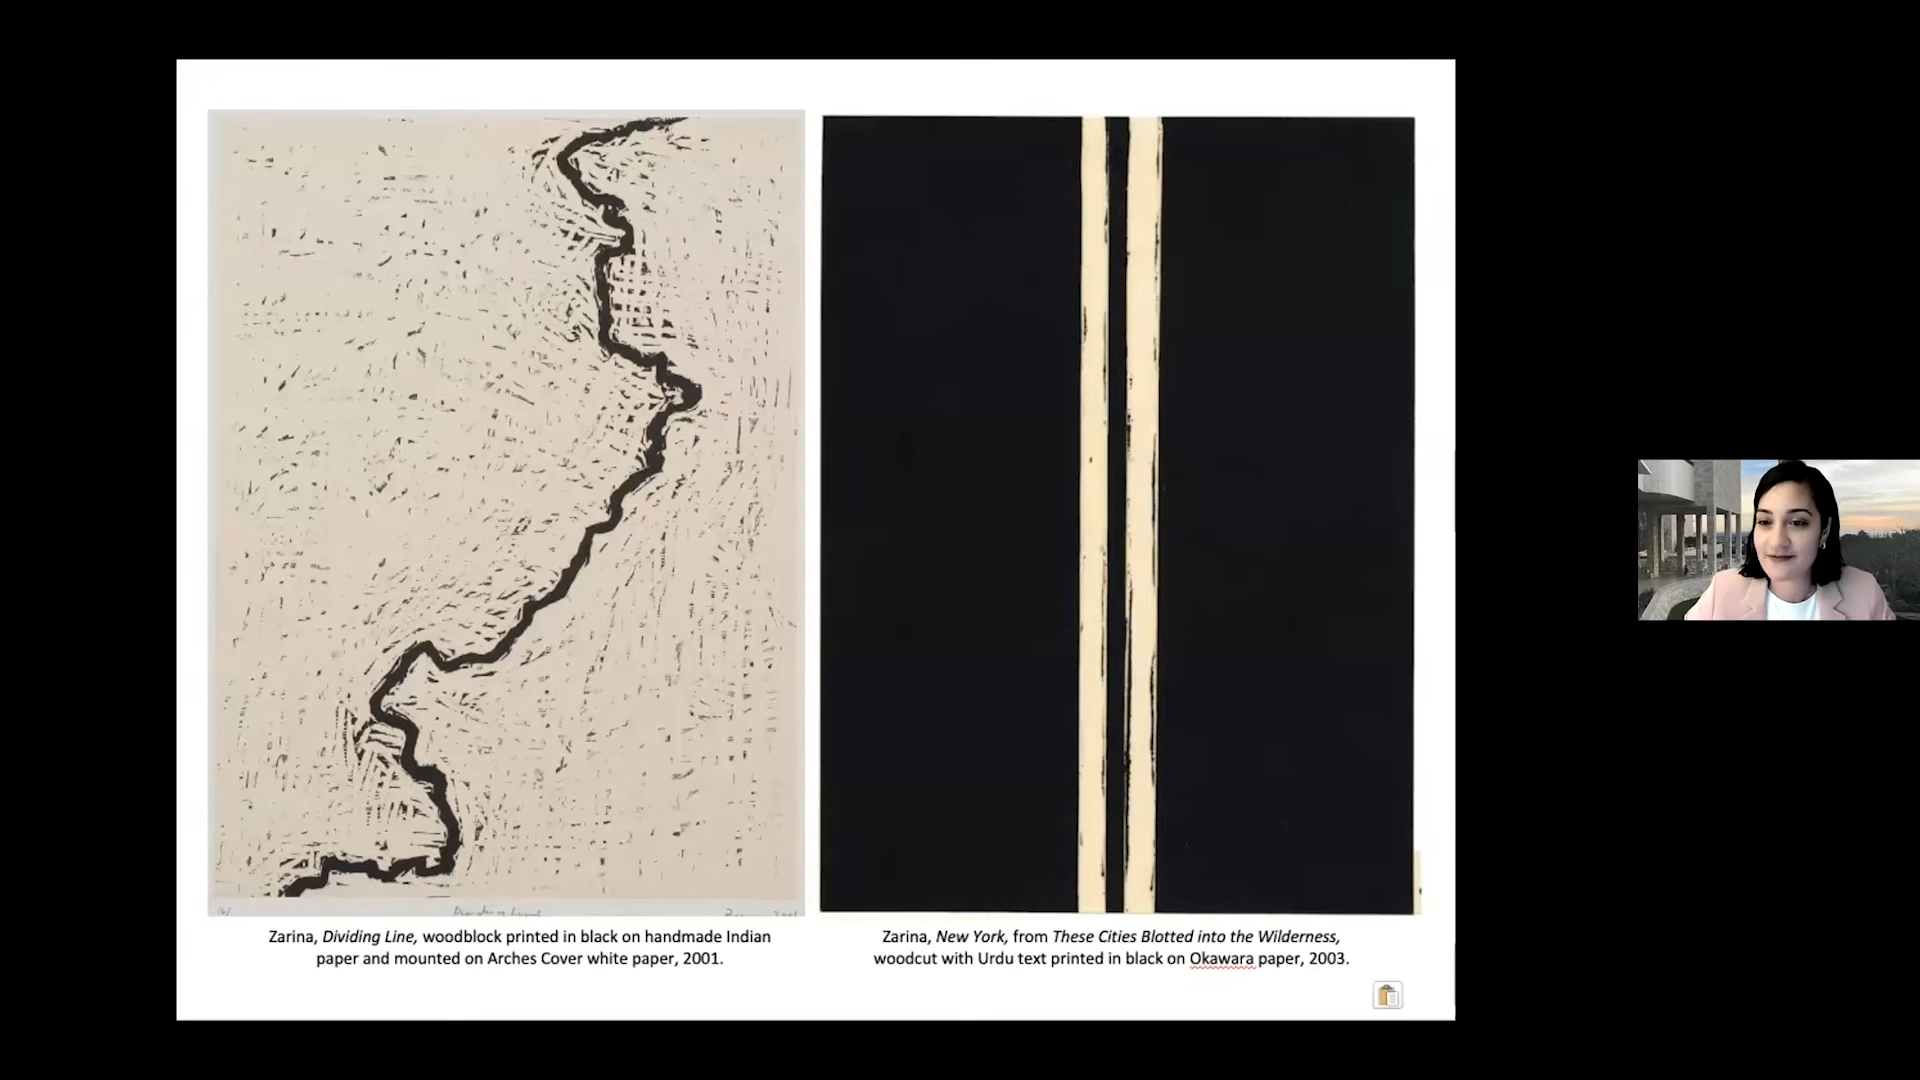 Dividing Line
Zarina, Dividing Line, woodblock printed in black on handmade Indian
paper and mounted on Arches Cover white paper, 2001.
Zarina, New York, from These Cities Blotted into the Wilderness,
woodcut with Urdu text printed in black on Okawara paper, 2003.